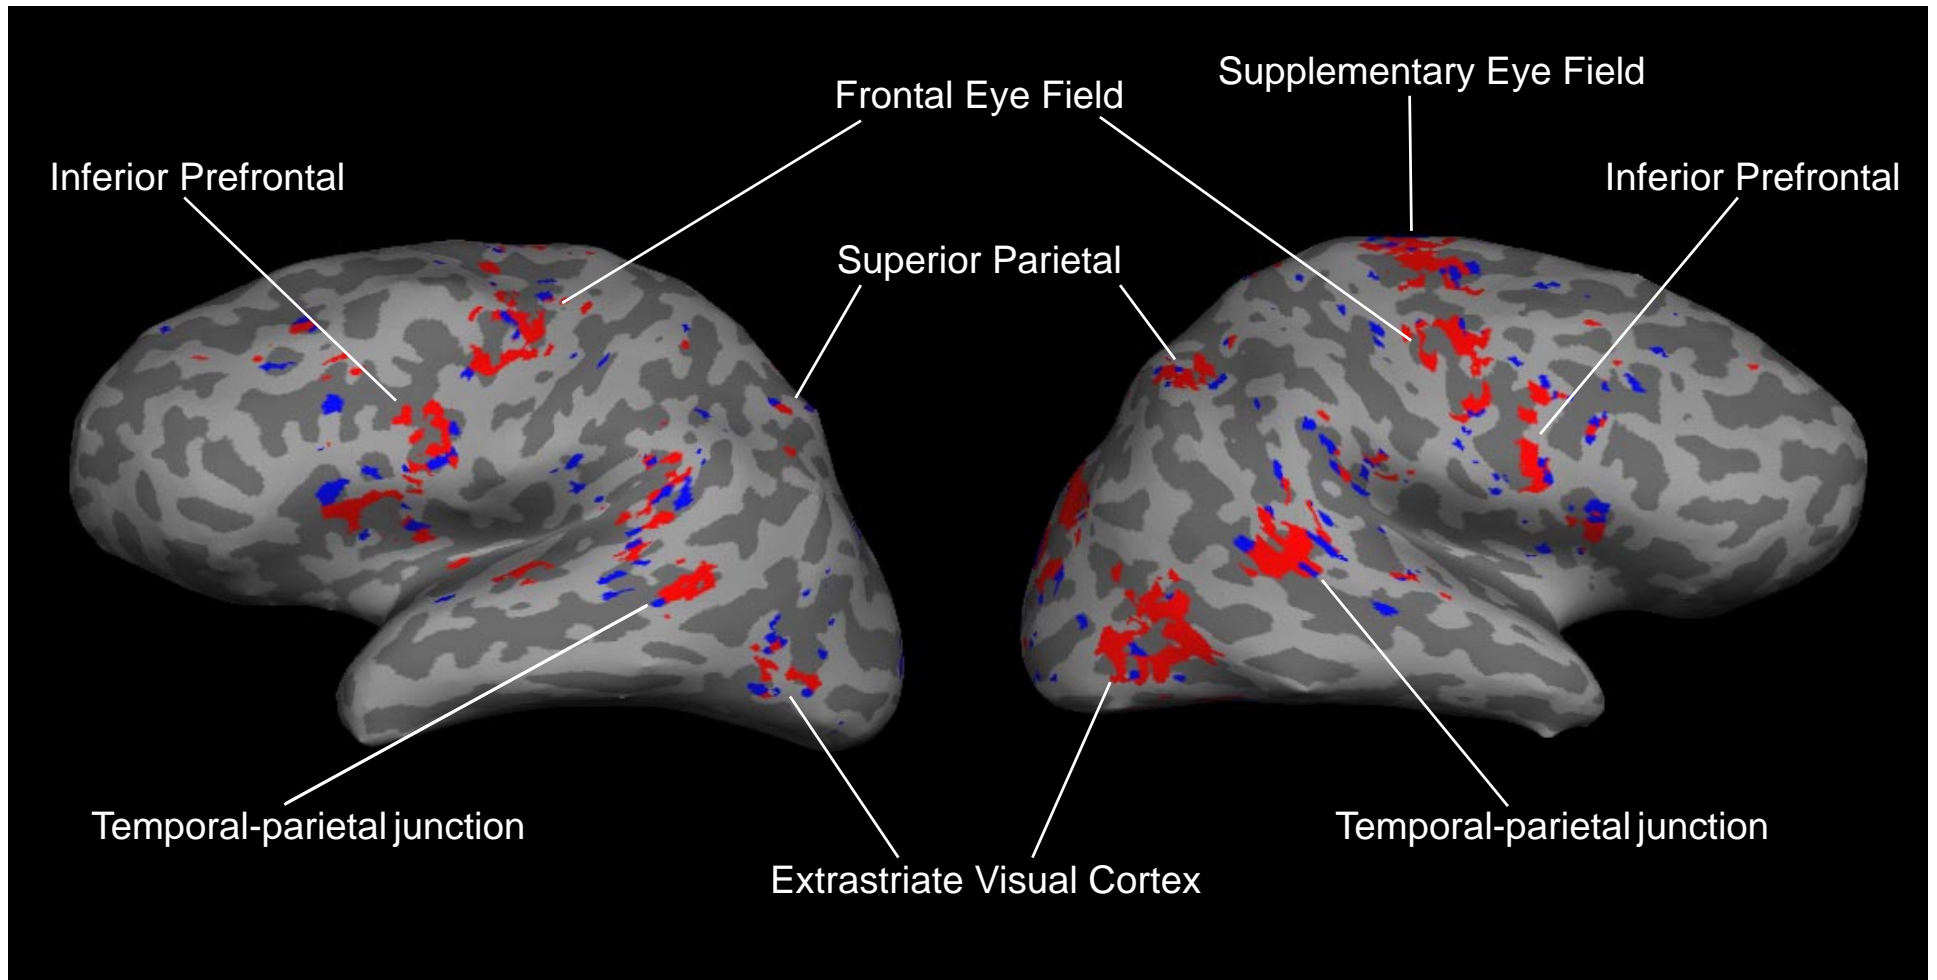 Supplementary Eye Field
Frontal Eye Field
Inferior Prefrontal
Inferior Prefrontal
Superior Parietal
Temporal-parietal junction
Temporal-parietal junction
Extrastriate Visual Cortex